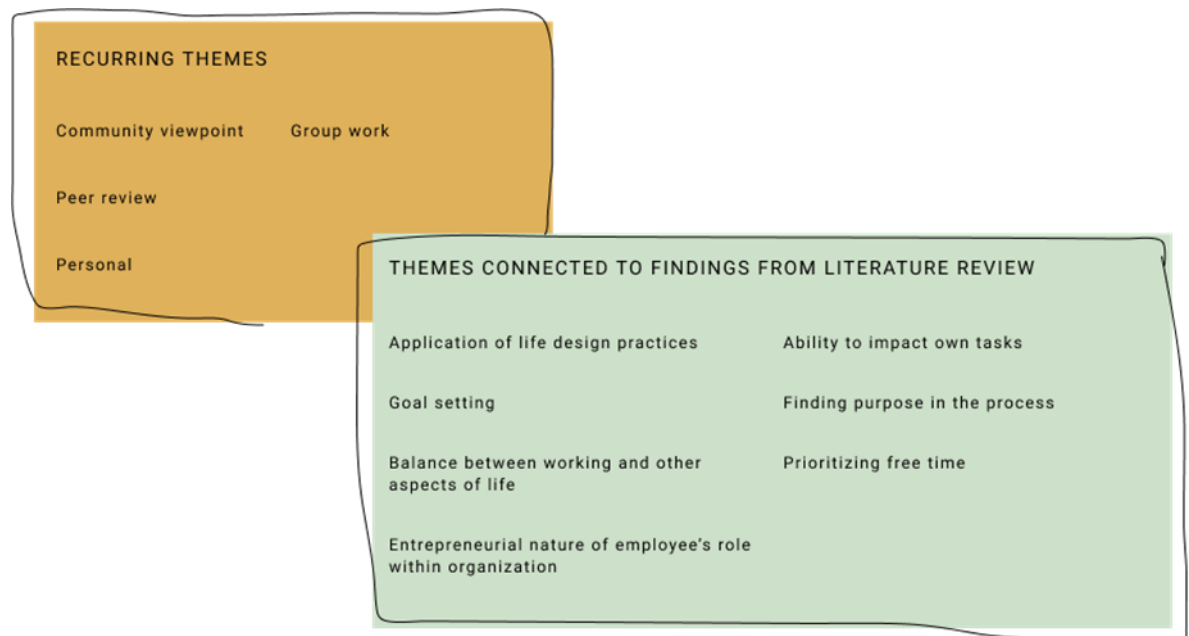 RECURRING THEMES
Community viewpoint
Group work
Peer review
Personal
THEMES CONNECTED TO FINDINGS FROM LITERATURE REVIEW
Application of life design practices
Ability to impact own tasks
Goal setting
Finding purpose in the process
Balance between working and other
aspects of life
Prioritizing free time
Entrepreneurial nature of employee’s role
within organization